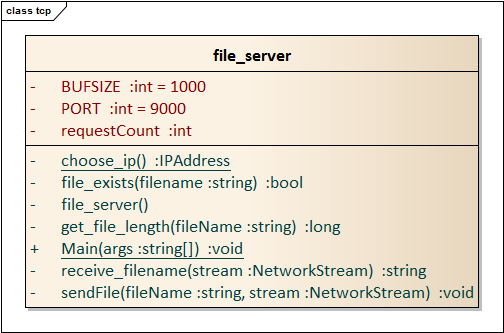 class tcp
file_server
- BUFSIZE :int = 1000
- PORT :int = 9000
- requestCount :int
- choose_ip() :IPAddress
- file_exists(filename :string) :bool
- file_server()
- get_file_length(fileName :string) :long
+ Main(args :string[]) :void
- receive_filename(stream :NetworkStream) :string
- sendFile(fileName :string, stream :NetworkStream) :void